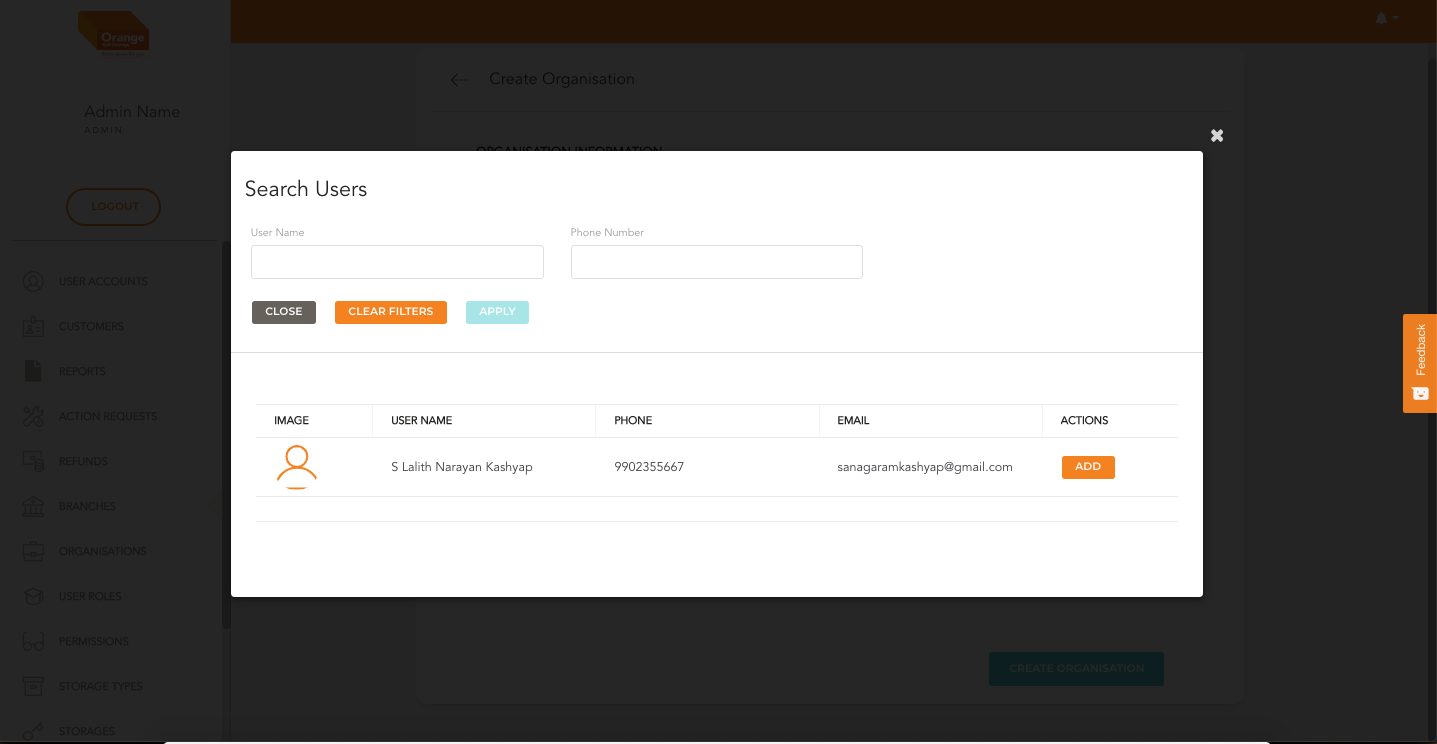 Orange
Create Organisation
Admin Name
ADMIN
ORGANISATION INFORMATION
Search Users
LOGOUT
User Name
Phone Number
USER ACCOUNTS
CLOSE
CLEAR FILTERS
APPLY
CUSTOMERS
Feedback
REPORTS
ACTION REQUESTS
IMAGE
USER NAME
PHONE
EMAIL
ACTIONS
REFUNDS
S Lalith Narayan Kashyap
9902355667
sanagaramkashyap@gmail.com
ADD
BRANCHES
ORGANISATIONS
USER ROLES
PERMISSIONS
CREATE ORGANISATION
STORAGE TYPES
STORAGES